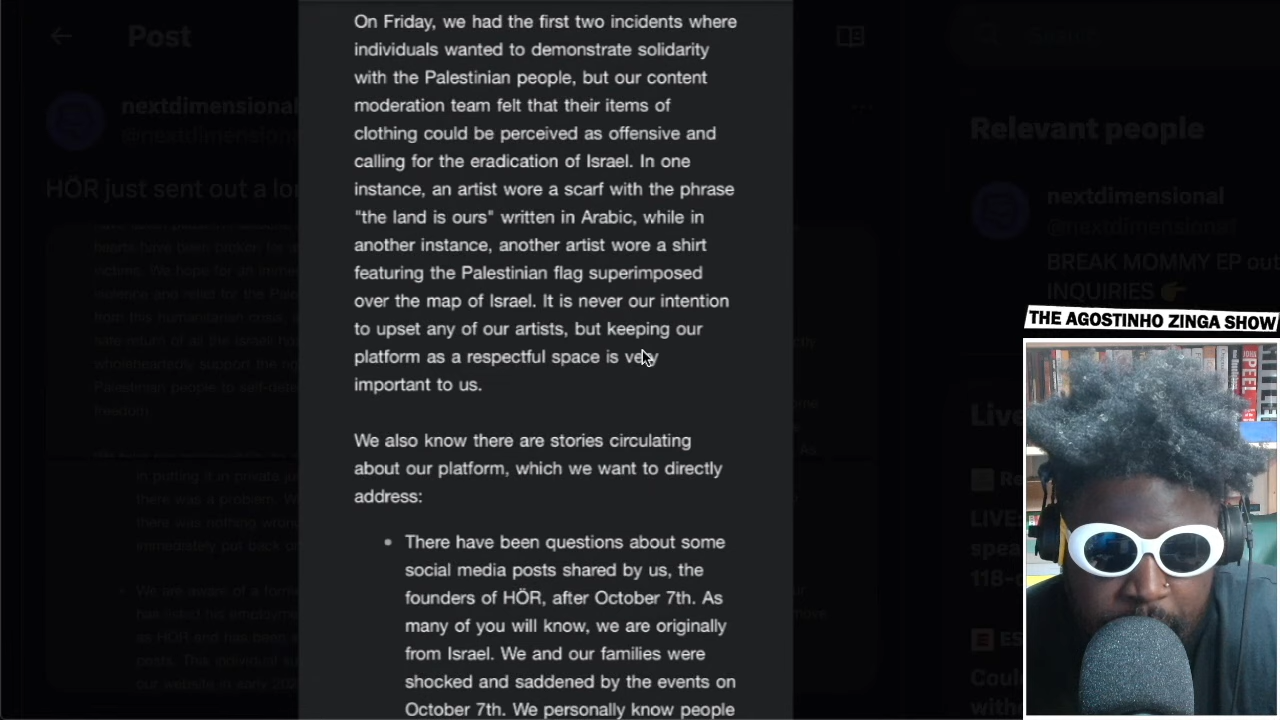 Post
nextdimensional
@nextdimensional
HÖR just sent out a lo
On Friday, we had the first two incidents where
individuals wanted to demonstrate solidarity
with the Palestinian people, but our content
moderation team felt that their items of
clothing could be perceived as offensive and
calling for the eradication of Israel. In one
instance, an artist wore a scarf with the phrase
"the land is ours" written in Arabic, while in
another instance, another artist wore a shirt
featuring the Palestinian flag superimposed
over the map of Israel. It is never our intention
to upset any of our artists, but keeping our
platform as a respectful space is very
important to us.
We also know there are stories circulating
about our platform, which we want to directly
address:
• There have been questions about some
social media posts shared by us, the
founders of HÖR, after October 7th. As
many of you will know, we are originally
from Israel. We and our families were
shocked and saddened by the events on
October 7th. We personally know people
Search
Relevant people
nextdimensional
@nextdimensional
BREAK MOMMY EP out
INQUIRIES
THE AGOSTINHO ZINGA SHOW